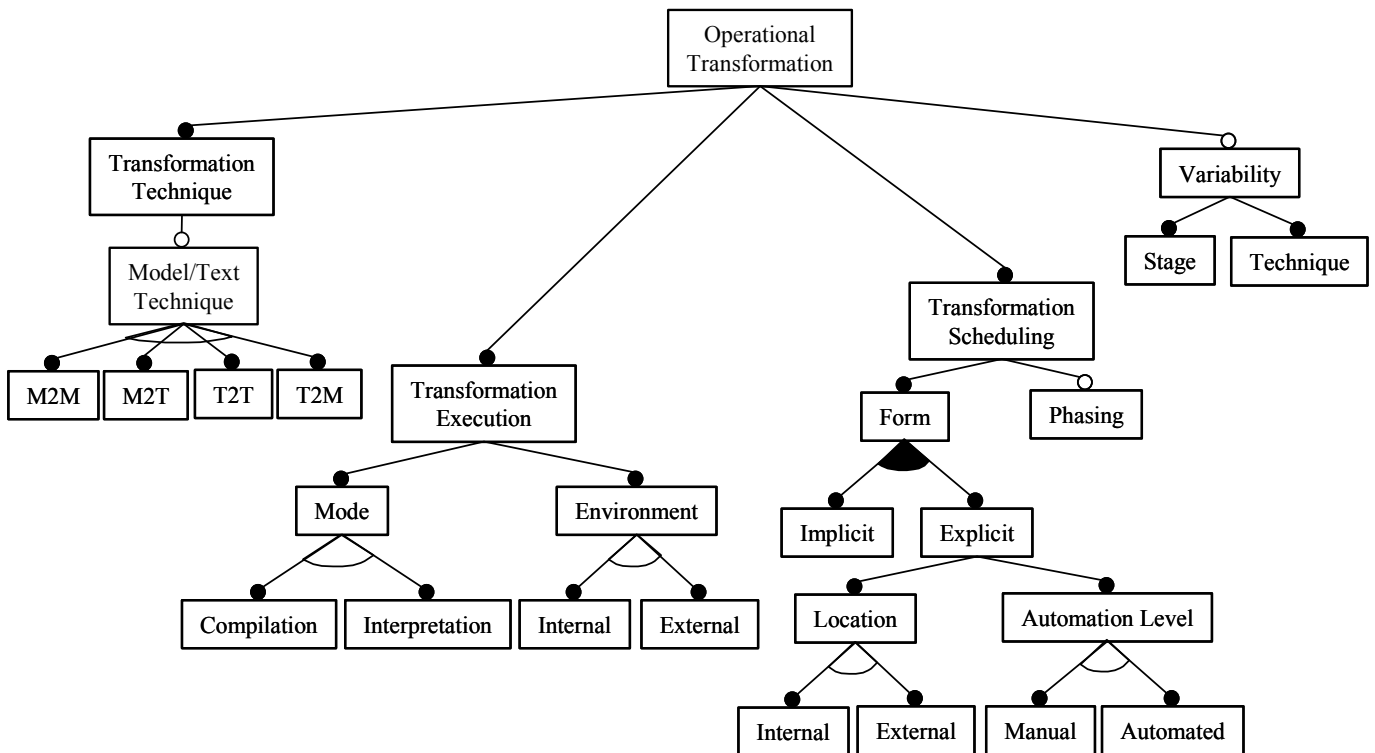 Operational
Transformation
Transformation
Technique
Variability
Stage
Technique
Model/Text
Technique
Transformation
Scheduling
M2M
M2T
T2T
T2M
Transformation
Execution
Form
Phasing
Mode
Environment
Implicit
Explicit
Compilation
Interpretation
Internal
External
Location
Automation Level
Internal
External
Manual
Automated